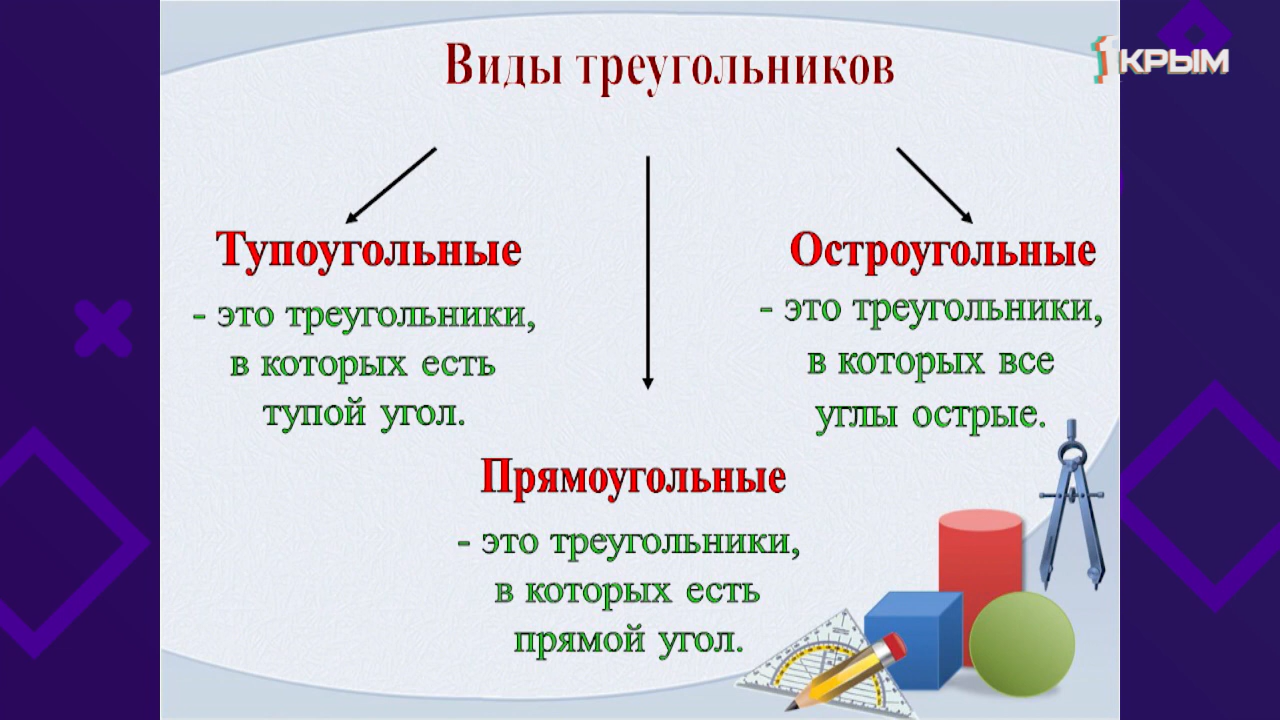 Виды треугольников
1 КРЫМ
Тупоугольные
- это треугольники,
в которых есть
тупой угол.
Остроугольные
- это треугольники,
в которых все
углы острые.
Прямоугольные
- это треугольники,
в которых есть
прямой угол.